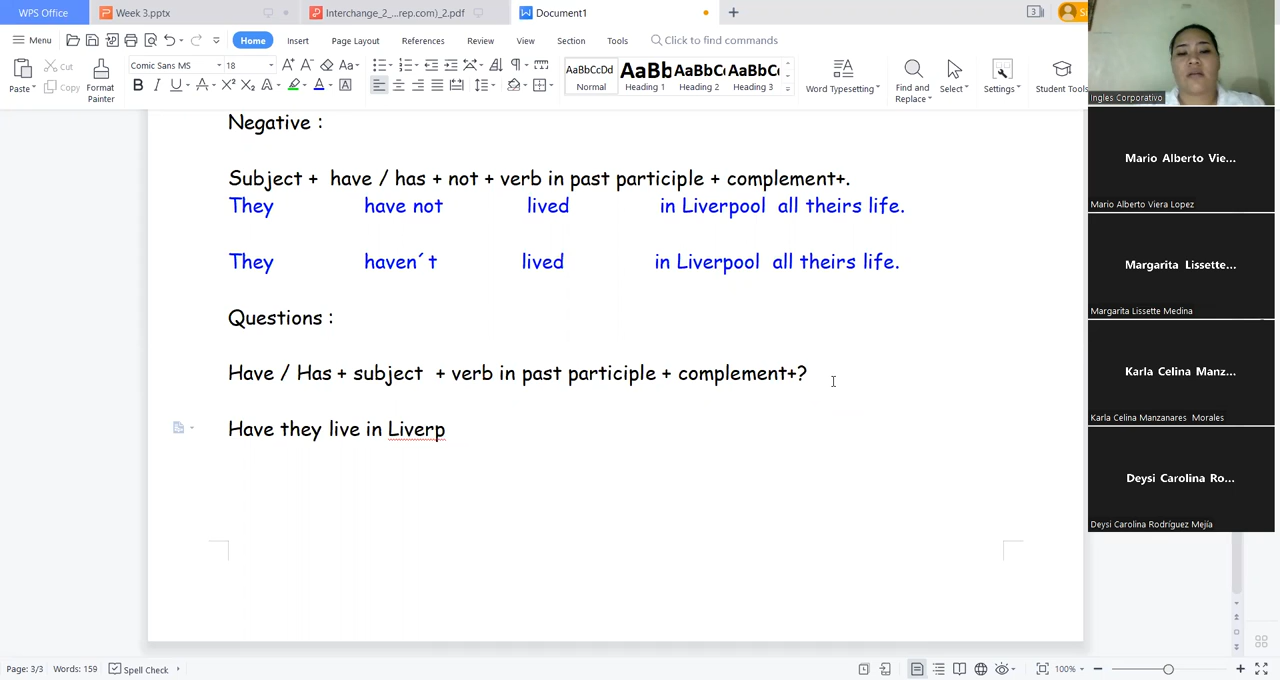 WPS Office
Week 3.pptx
Interchange_2_...rep.com)_2.pdf
Document1
3
Menu
Home
Insert
Page Layout
References
Review
View
Section
Tools
Click to find commands
Paste
Cut
Copy
Format
Painter
Comic Sans MS
18
AaBbCcDd
Normal
Heading 1
Heading 2
Heading 3
Word Typesetting
Find and
Replace
Select
Settings
Student Tools
Negative :
Subject + have / has + not + verb in past participle + complement+.
They have not lived in Liverpool all theirs life.
They haven´t lived in Liverpool all theirs life.
Questions :
Have / Has + subject + verb in past participle + complement+?
Have they live in Liverp
Ingles Corporativo
Mario Alberto Vie...
Mario Alberto Viera Lopez
Margarita Lissette...
Margarita Lissette Medina
Karla Celina Manz...
Karla Celina Manzanares Morales
Deysi Carolina Ro...
Deysi Carolina Rodríguez Mejía
Page: 3/3 Words: 159 Spell Check
100%